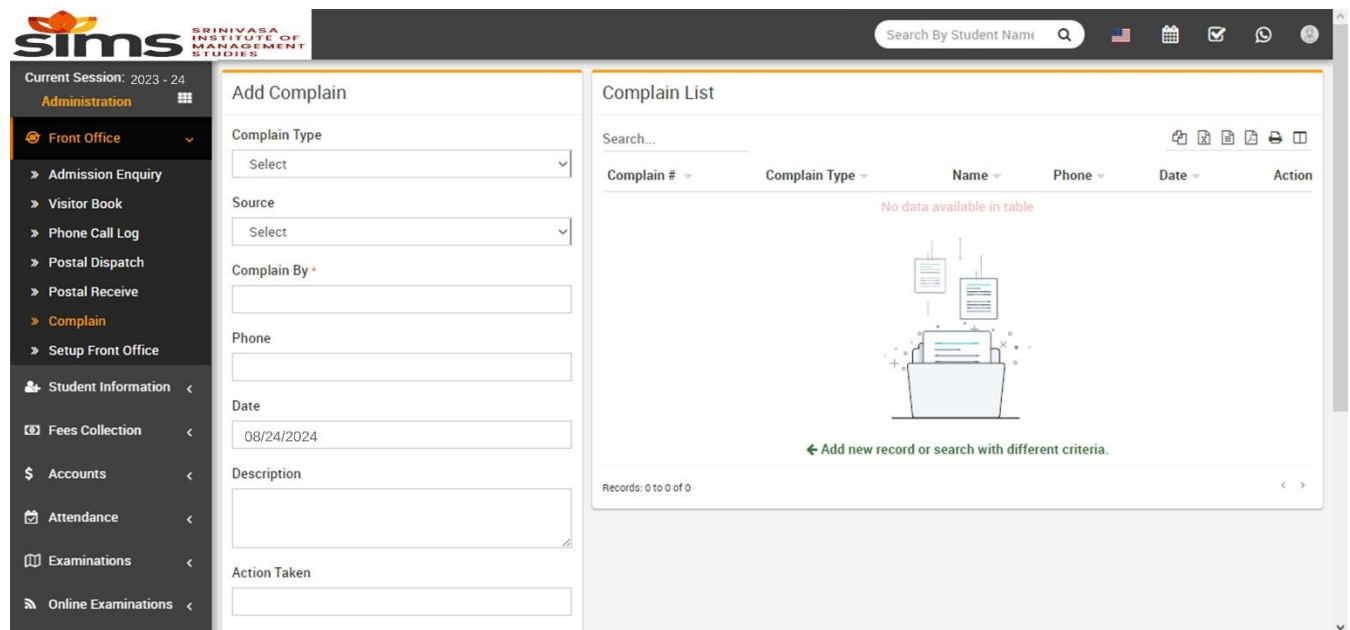 sims
SRINIVASA
INSTITUTE OF
MANAGEMENT
STUDIES
Search By Student Name
Current Session: 2023 - 24
Administration
Front Office
Admission Enquiry
Visitor Book
Phone Call Log
Postal Dispatch
Postal Receive
Complain
Setup Front Office
Student Information
Fees Collection
$ Accounts
Attendance
Examinations
Online Examinations
Add Complain
Complain Type
Select
Source
Select
Complain By *
Phone
Date
08/24/2024
Description
Action Taken
Complain List
Search...
Complain # Complain Type Name Phone Date Action
No data available in table
Add new record or search with different criteria.
Records: 0 to 0 of 0